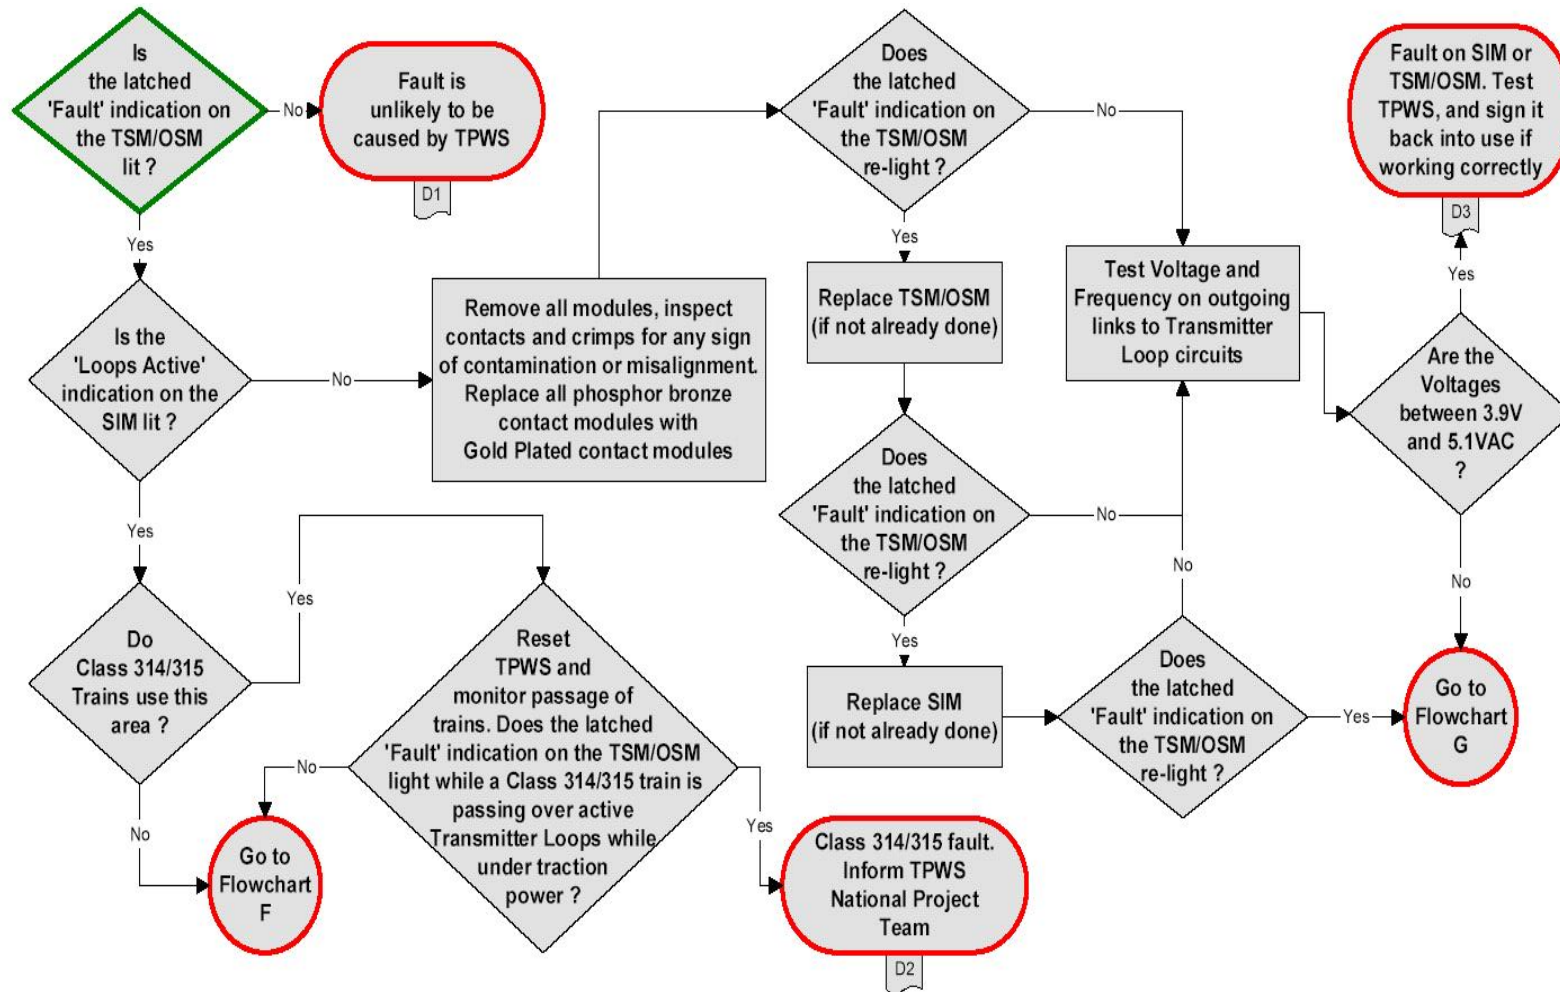 Is
the latched
'Fault' indication on
the TSM/OSM
lit ?
No
Fault is
unlikely to be
caused by TPWS
D1
Yes
Is the
'Loops Active'
indication on the
SIM lit ?
No
Remove all modules, inspect
contacts and crimps for any sign
of contamination or misalignment.
Replace all phosphor bronze
contact modules with
Gold Plated contact modules
Yes
Do
Class 314/315
Trains use this
area ?
Yes
No
Reset
TPWS and
monitor passage of
trains. Does the latched
'Fault' indication on the TSM/OSM
light while a Class 314/315 train is
passing over active
Transmitter Loops while
under traction
power ?
No
Go to
Flowchart
F
Yes
Class 314/315 fault.
Inform TPWS
National Project
Team
D2
Does
the latched
'Fault' indication on
the TSM/OSM
re-light ?
No
Yes
Replace TSM/OSM
(if not already done)
Does
the latched
'Fault' indication on
the TSM/OSM
re-light ?
No
Yes
Replace SIM
(if not already done)
Does
the latched
'Fault' indication on
the TSM/OSM
re-light ?
No
Yes
Test Voltage and
Frequency on outgoing
links to Transmitter
Loop circuits
Are the
Voltages
between 3.9V
and 5.1VAC
?
Yes
Fault on SIM or
TSM/OSM. Test
TPWS, and sign it
back into use if
working correctly
D3
No
Go to
Flowchart
G